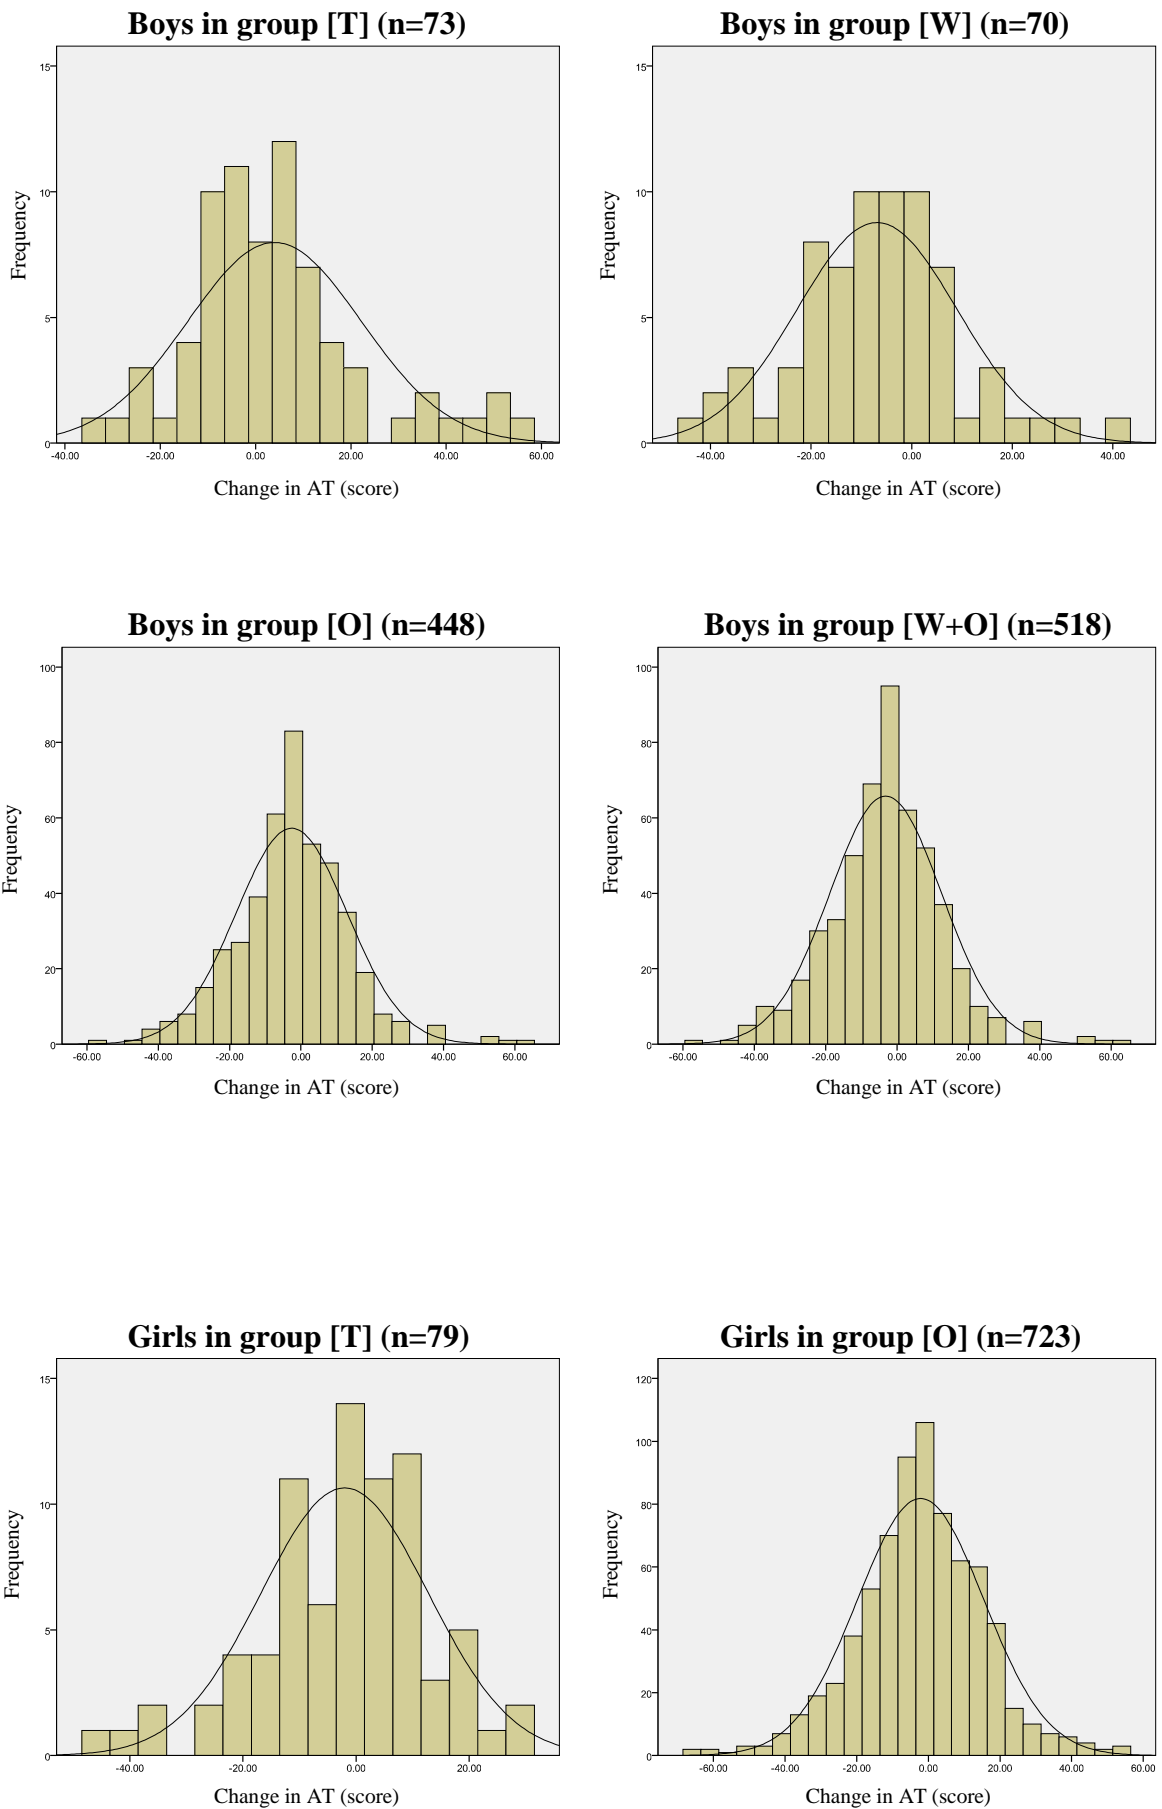 Boys in group [T] (n=73)
15
10
5
0
Frequency
-40.00 -20.00 0.00 20.00 40.00 60.00
Change in AT (score)
Boys in group [W] (n=70)
15
10
5
0
Frequency
-40.00 -20.00 0.00 20.00 40.00
Change in AT (score)
Boys in group [O] (n=448)
100
80
60
40
20
0
Frequency
-60.00 -40.00 -20.00 0.00 20.00 40.00 60.00
Change in AT (score)
Boys in group [W+O] (n=518)
100
80
60
40
20
0
Frequency
-60.00 -40.00 -20.00 0.00 20.00 40.00 60.00
Change in AT (score)
Girls in group [T] (n=79)
15
10
5
0
Frequency
-40.00 -20.00 0.00 20.00
Change in AT (score)
Girls in group [O] (n=723)
120
100
80
60
40
20
0
Frequency
-60.00 -40.00 -20.00 0.00 20.00 40.00 60.00
Change in AT (score)